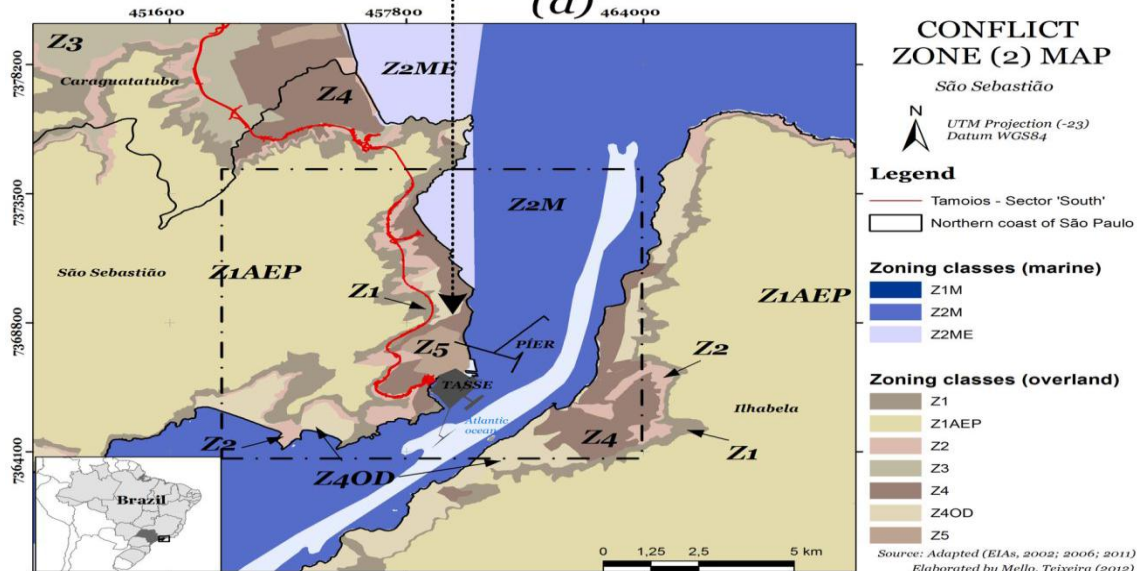 (a)
451600 457800 464000
CONFLICT
ZONE (2) MAP
São Sebastião
N
UTM Projection (-23)
Datum WGS84
Legend
Tamoios - Sector 'South'
Northern coast of São Paulo
Zoning classes (marine)
Z1M
Z2M
Z2ME
Zoning classes (overland)
Z1
Z1AEP
Z2
Z3
Z4
Z4OD
Z5
Source: Adapted (EIAs, 2002; 2006; 2011)
Elaborated by Mello, Teixeira (2012)
7378200
7373500
7368800
7364100
Z3
Caraguatatuba
Z2ME
Z4
Z2M
Z1AEP
São Sebastião
Z1
Z1AEP
Z5
PÍER
TASSE
Z2
Atlantic
ocean
Ilhabela
Z2
Z4
Z1
Z4OD
Brazil
0 1,25 2,5 5 km